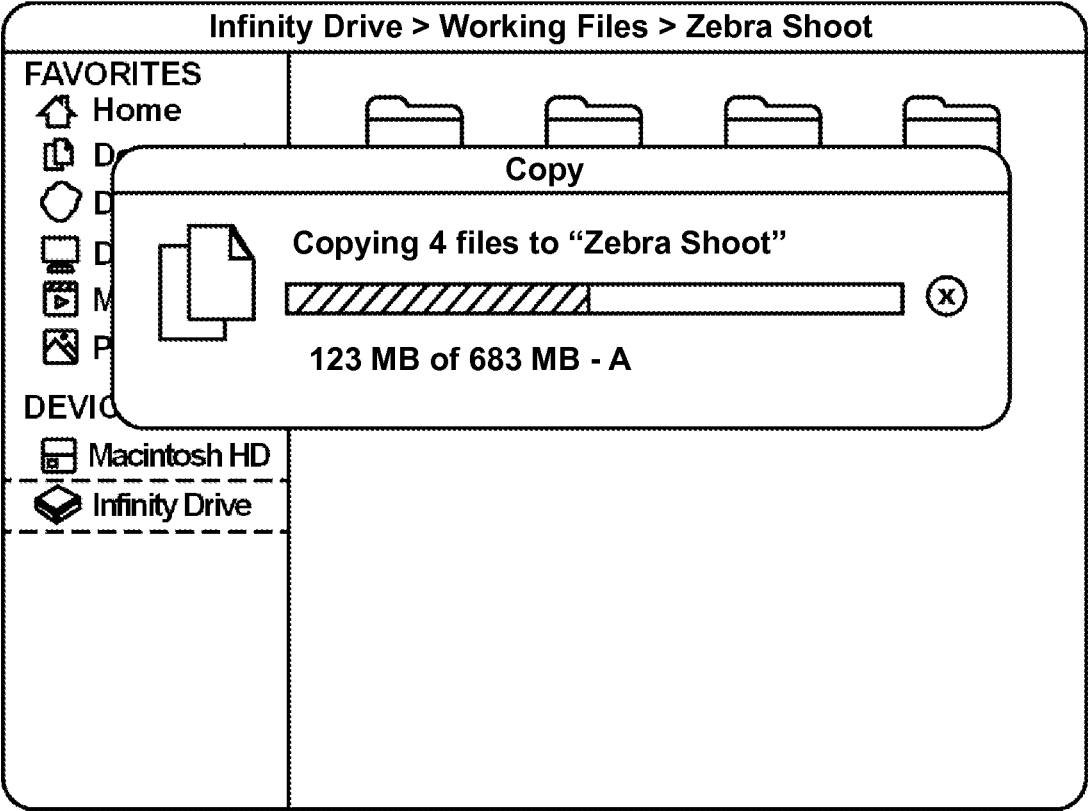 Infinity Drive > Working Files > Zebra Shoot
FAVORITES
Home
Copy
Copying 4 files to “Zebra Shoot”
x
123 MB of 683 MB - A
Macintosh HD
Infinity Drive